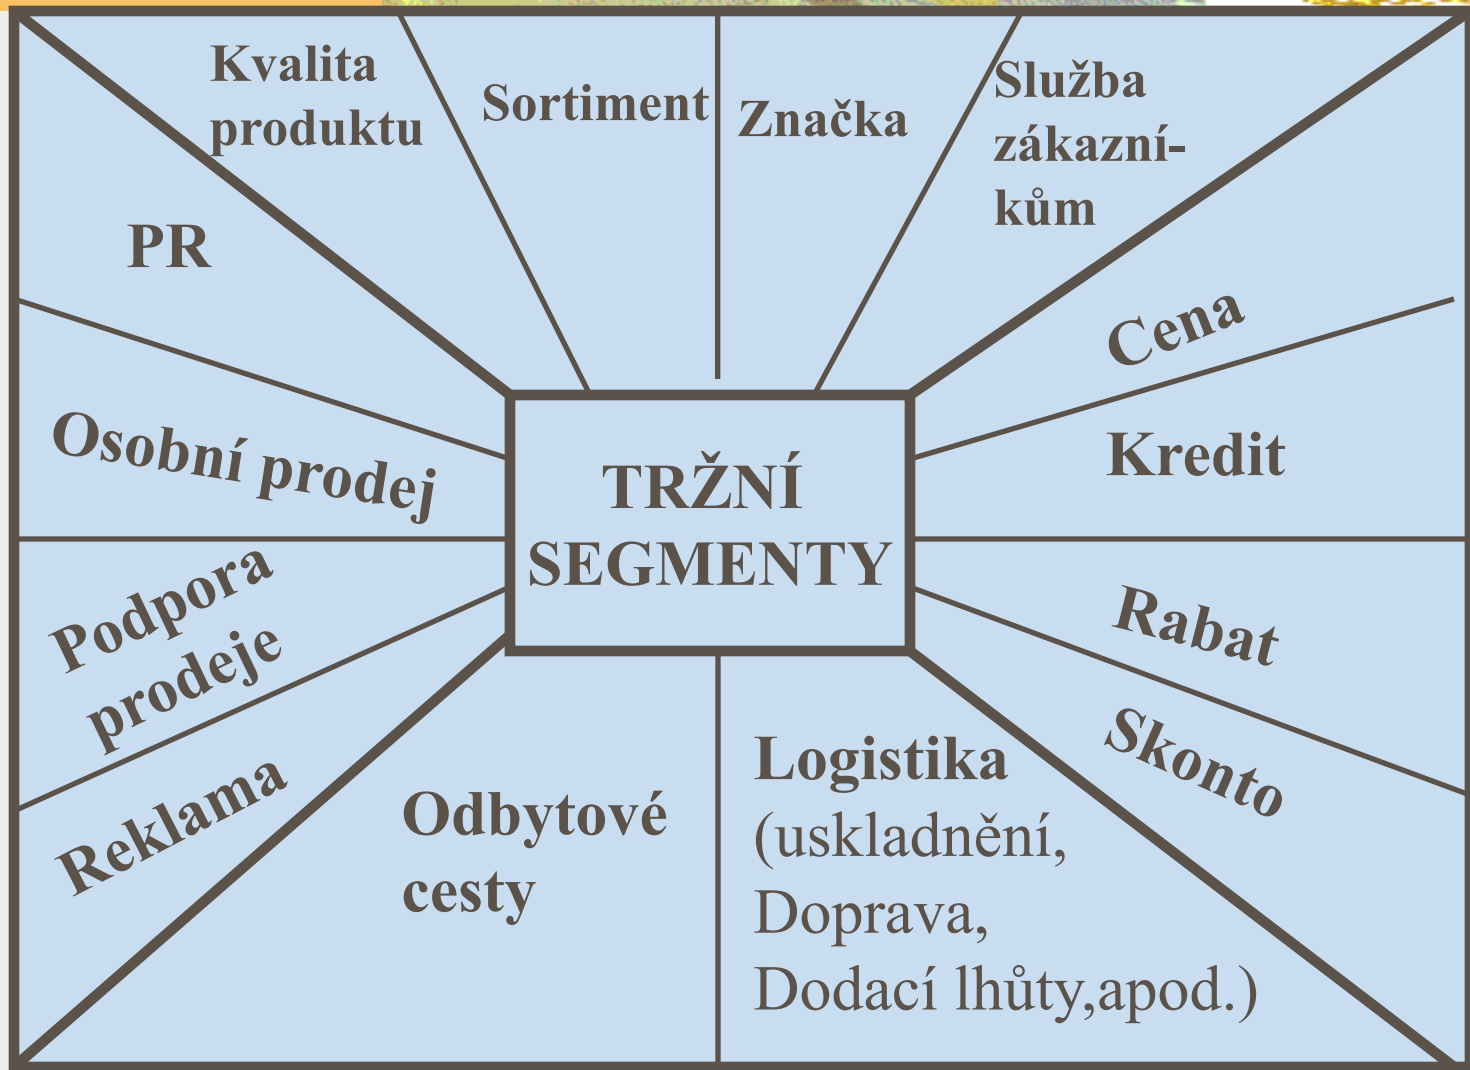 Kvalita
produktu
Sortiment
Značka
Služba
zákazní-
kům
PR
Cena
Osobní prodej
Kredit
TRŽNÍ
SEGMENTY
Podpora
prodeje
Rabat
Skonto
Reklama
Odbytové
cesty
Logistika
(uskladnění,
Doprava,
Dodací lhůty,apod.)